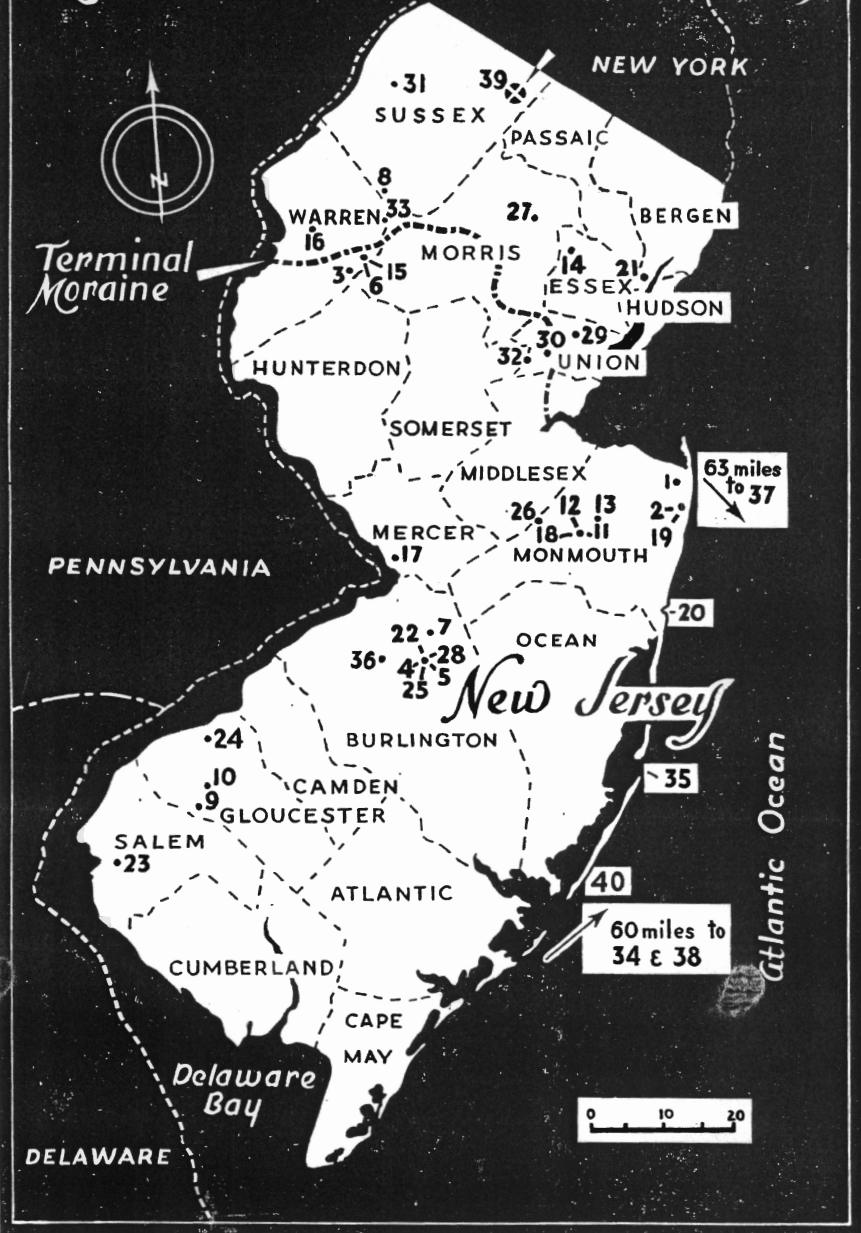 NEW YORK
31
39
SUSSEX
PASSAIC
N
8
33
WARREN
16
27
BERGEN
Terminal
Moraine
MORRIS
3
6
15
14
21
ESSEX
HUDSON
30
29
32
UNION
HUNTERDON
SOMERSET
MIDDLESEX
1
63 miles
to 37
26
12
13
2
18
11
19
MERCER
17
MONMOUTH
PENNSYLVANIA
20
22
7
OCEAN
36
4
28
5
25
New Jersey
24
BURLINGTON
35
10
9
CAMDEN
GLOUCESTER
SALEM
23
ATLANTIC
40
Atlantic Ocean
60 miles to
34 & 38
CUMBERLAND
CAPE
MAY
Delaware
Bay
0 10 20
DELAWARE